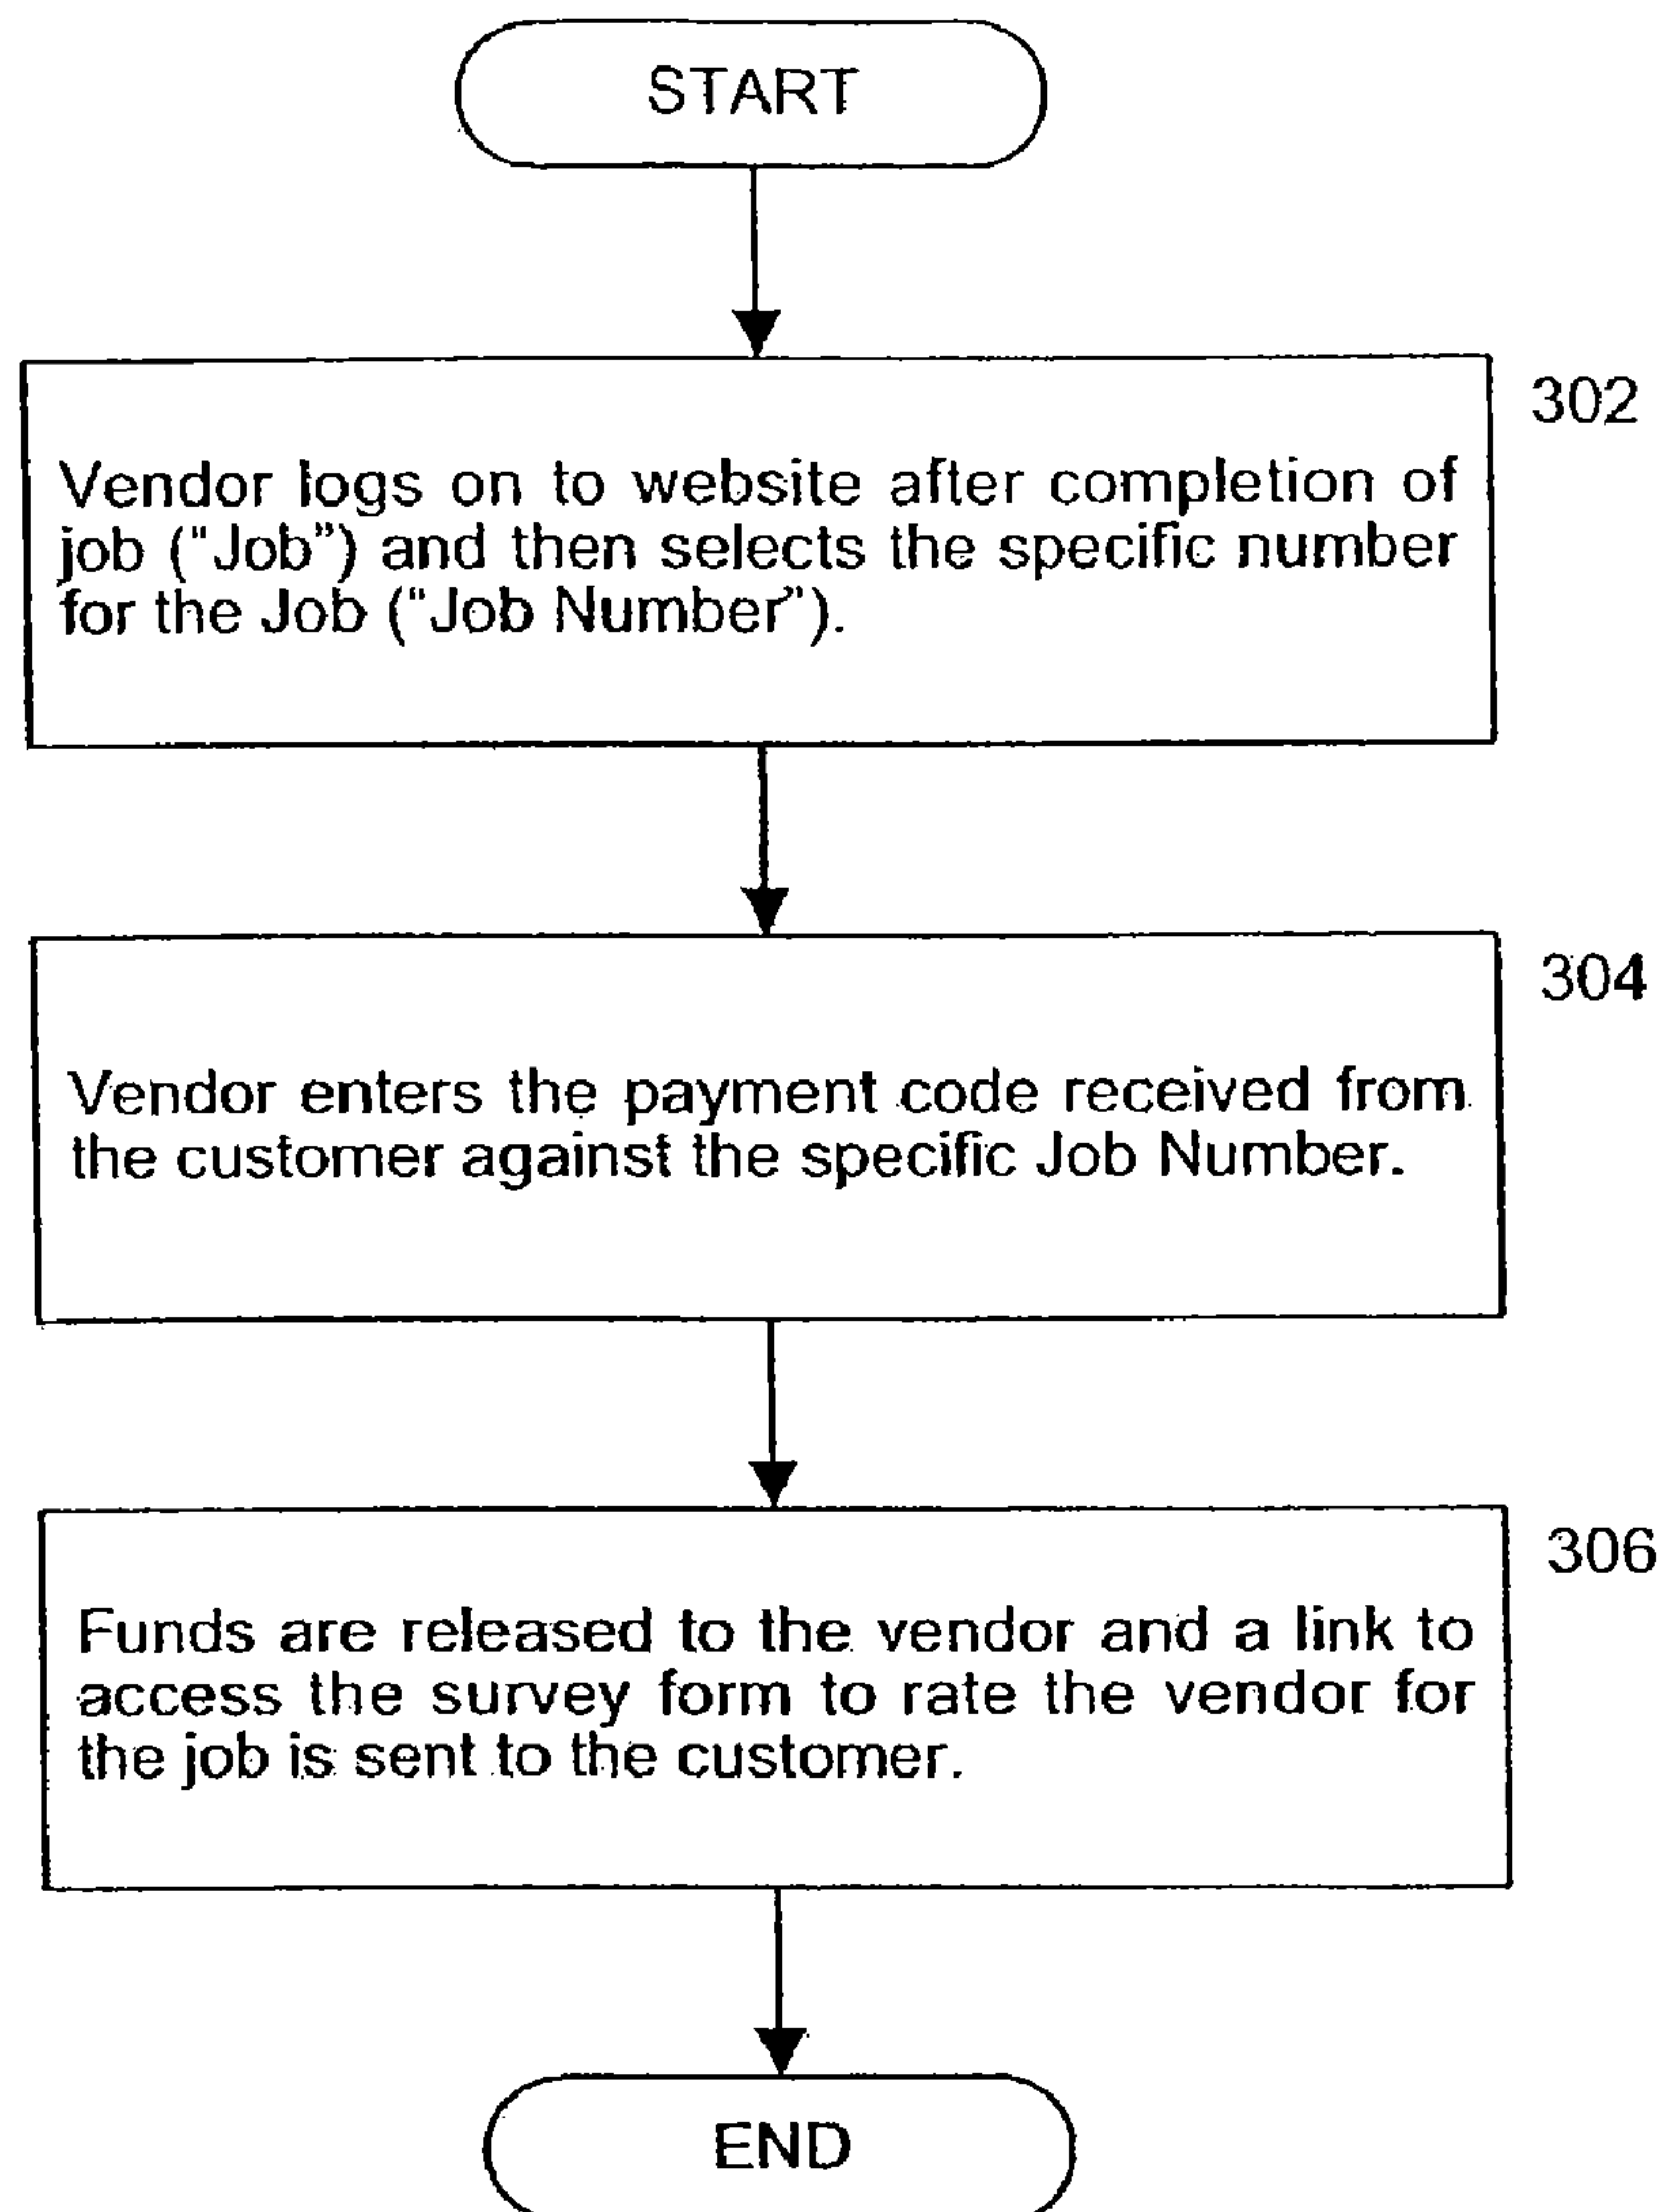 START
302
Vendor logs on to website after completion of
job ("Job") and then selects the specific number
for the Job ("Job Number").
304
Vendor enters the payment code received from
the customer against the specific Job Number.
306
Funds are released to the vendor and a link to
access the survey form to rate the vendor for
the job is sent to the customer.
END